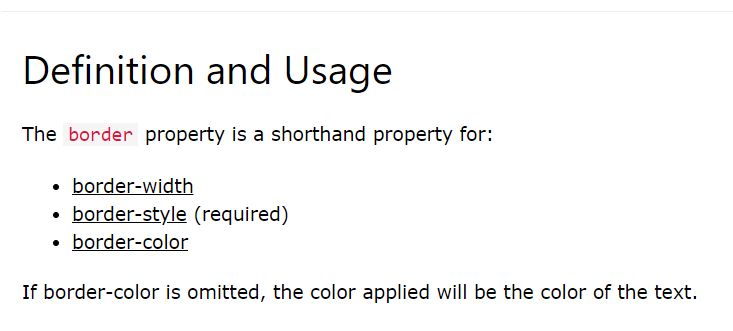 Definition and Usage
The border property is a shorthand property for:
• border-width
• border-style (required)
• border-color
If border-color is omitted, the color applied will be the color of the text.